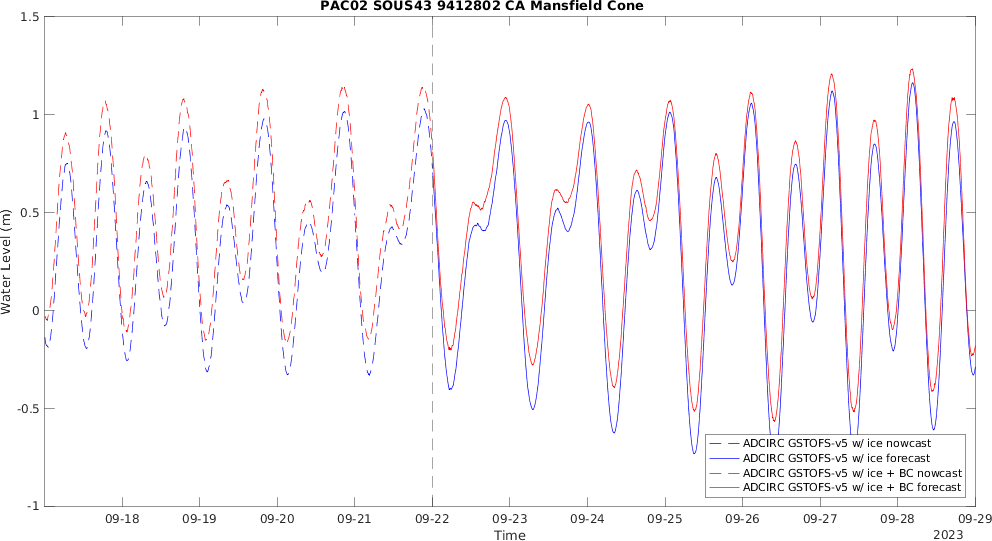 PAC02 SOUS43 9412802 CA Mansfield Cone
Water Level (m)
1.5
1
0.5
0
-0.5
-1
ADCIRC GSTOFS-v5 w/ ice nowcast
ADCIRC GSTOFS-v5 w/ ice forecast
ADCIRC GSTOFS-v5 w/ ice + BC nowcast
ADCIRC GSTOFS-v5 w/ ice + BC forecast
09-18 09-19 09-20 09-21 09-22 09-23 09-24 09-25 09-26 09-27 09-28 09-29
Time
2023